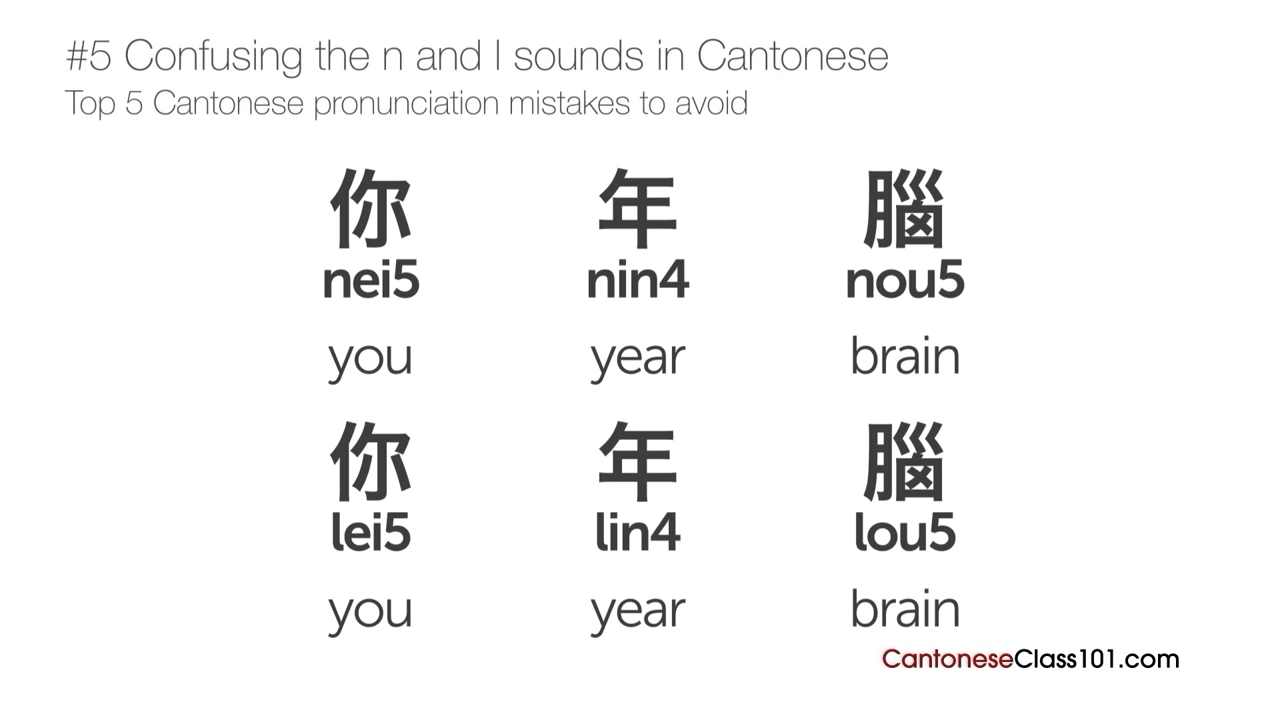 #5 Confusing the n and l sounds in Cantonese
Top 5 Cantonese pronunciation mistakes to avoid
你 年 腦
nei5 nin4 nou5
you year brain
你 年 腦
lei5 lin4 lou5
you year brain
CantoneseClass101.com